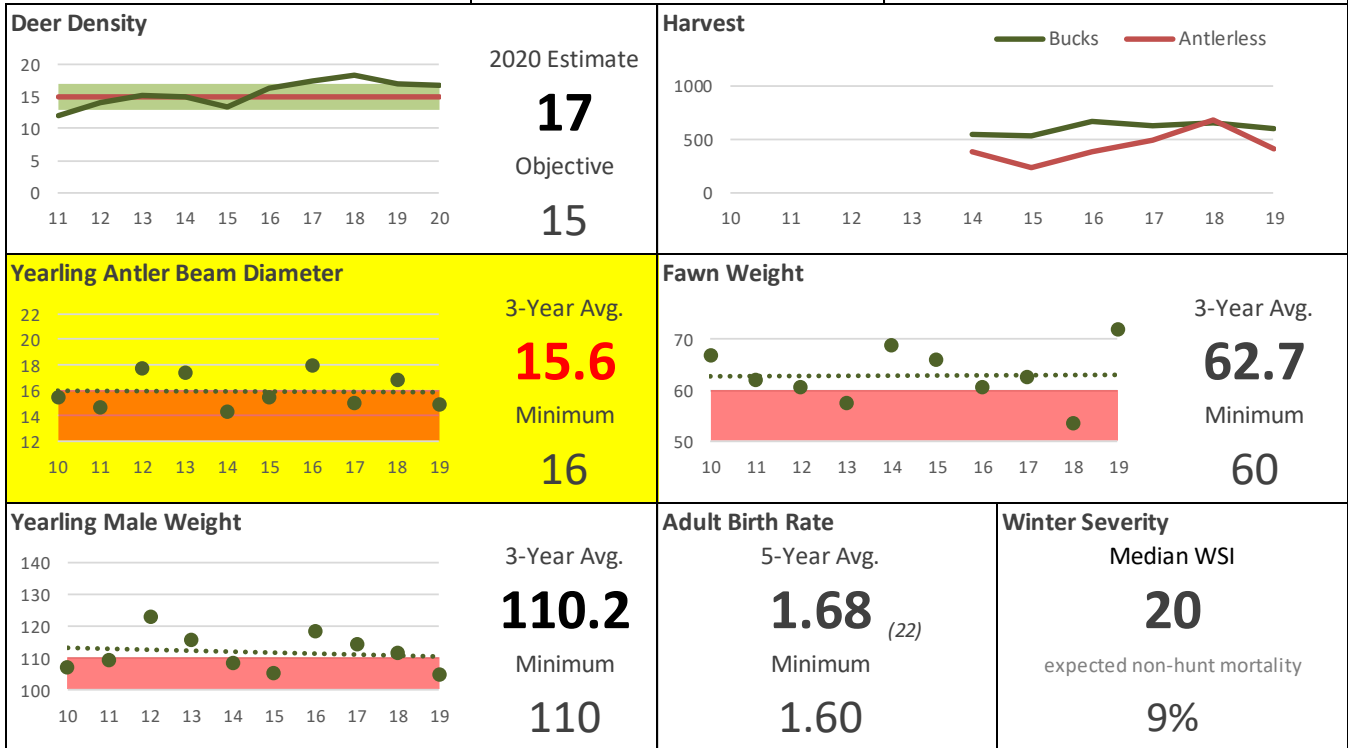 Deer Density
20
15
10
5
0
11 12 13 14 15 16 17 18 19 20
2020 Estimate
17
Objective
15
Harvest
Bucks Antlerless
1000
500
0
10 11 12 13 14 15 16 17 18 19
Yearling Antler Beam Diameter
22
20
18
16
14
12
10 11 12 13 14 15 16 17 18 19
3-Year Avg.
15.6
Minimum
16
Fawn Weight
70
60
50
10 11 12 13 14 15 16 17 18 19
3-Year Avg.
62.7
Minimum
60
Yearling Male Weight
140
130
120
110
100
10 11 12 13 14 15 16 17 18 19
3-Year Avg.
110.2
Minimum
110
Adult Birth Rate
5-Year Avg.
1.68 (22)
Minimum
1.60
Winter Severity
Median WSI
20
expected non-hunt mortality
9%